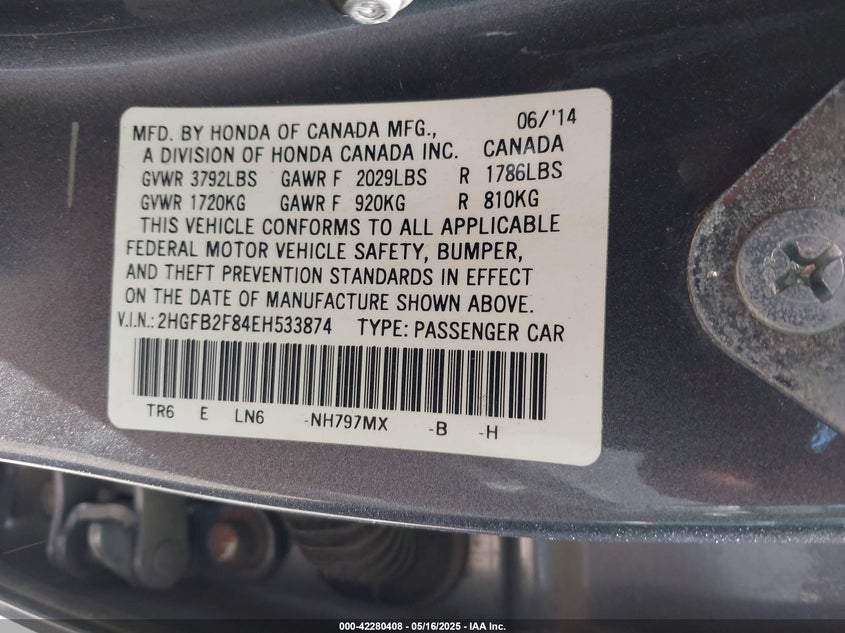 MFD. BY HONDA OF CANADA MFG., 06/'14
A DIVISION OF HONDA CANADA INC. CANADA
GVWR 3792LBS GAWR F 2029LBS R 1786LBS
GVWR 1720KG GAWR F 920KG R 810KG
THIS VEHICLE CONFORMS TO ALL APPLICABLE
FEDERAL MOTOR VEHICLE SAFETY, BUMPER,
AND THEFT PREVENTION STANDARDS IN EFFECT
ON THE DATE OF MANUFACTURE SHOWN ABOVE.
V.I.N.: 2HGFB2F84EH533874 TYPE: PASSENGER CAR
TR6 E LN6 -NH797MX -B -H
000-42280408 - 05/16/2025 - IAA Inc.